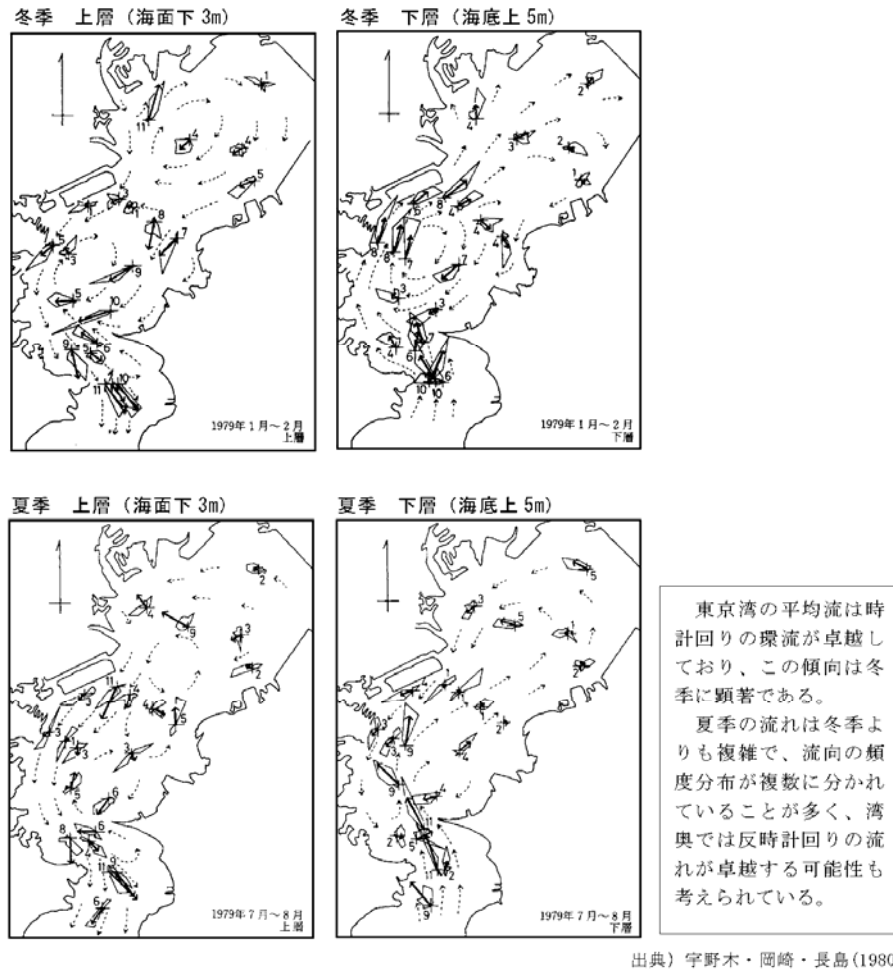 冬季　上層（海面下 3m）
冬季　下層（海底上 5m）
1979年1月～2月
上層
1979年1月～2月
下層
夏季　上層（海面下 3m）
夏季　下層（海底上 5m）
1979年7月～8月
上層
1979年7月～8月
下層
東京湾の平均流は時
計回りの環流が卓越し
ており、この傾向は冬
季に顕著である。
夏季の流れは冬季よ
りも複雑で、流向の頻
度分布が複数に分かれ
ていることが多く、湾
奥では反時計回りの流
れが卓越する可能性も
考えられている。
出典）宇野木・岡崎・長島(1980